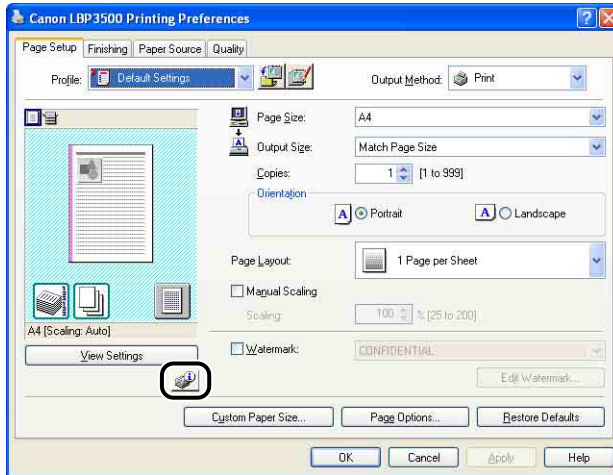 Canon LBP3500 Printing Preferences
Page Setup Finishing Paper Source Quality
Profile: Default Settings Output Method: Print
Page Size: A4
Output Size: Match Page Size
Copies: 1 [1 to 999]
Orientation
A Portrait A Landscape
Page Layout: 1 Page per Sheet
Manual Scaling
Scaling: 100 % [25 to 200]
A4 [Scaling: Auto]
View Settings
Watermark: CONFIDENTIAL
Edit Watermark...
Custom Paper Size... Page Options... Restore Defaults
OK Cancel Apply Help